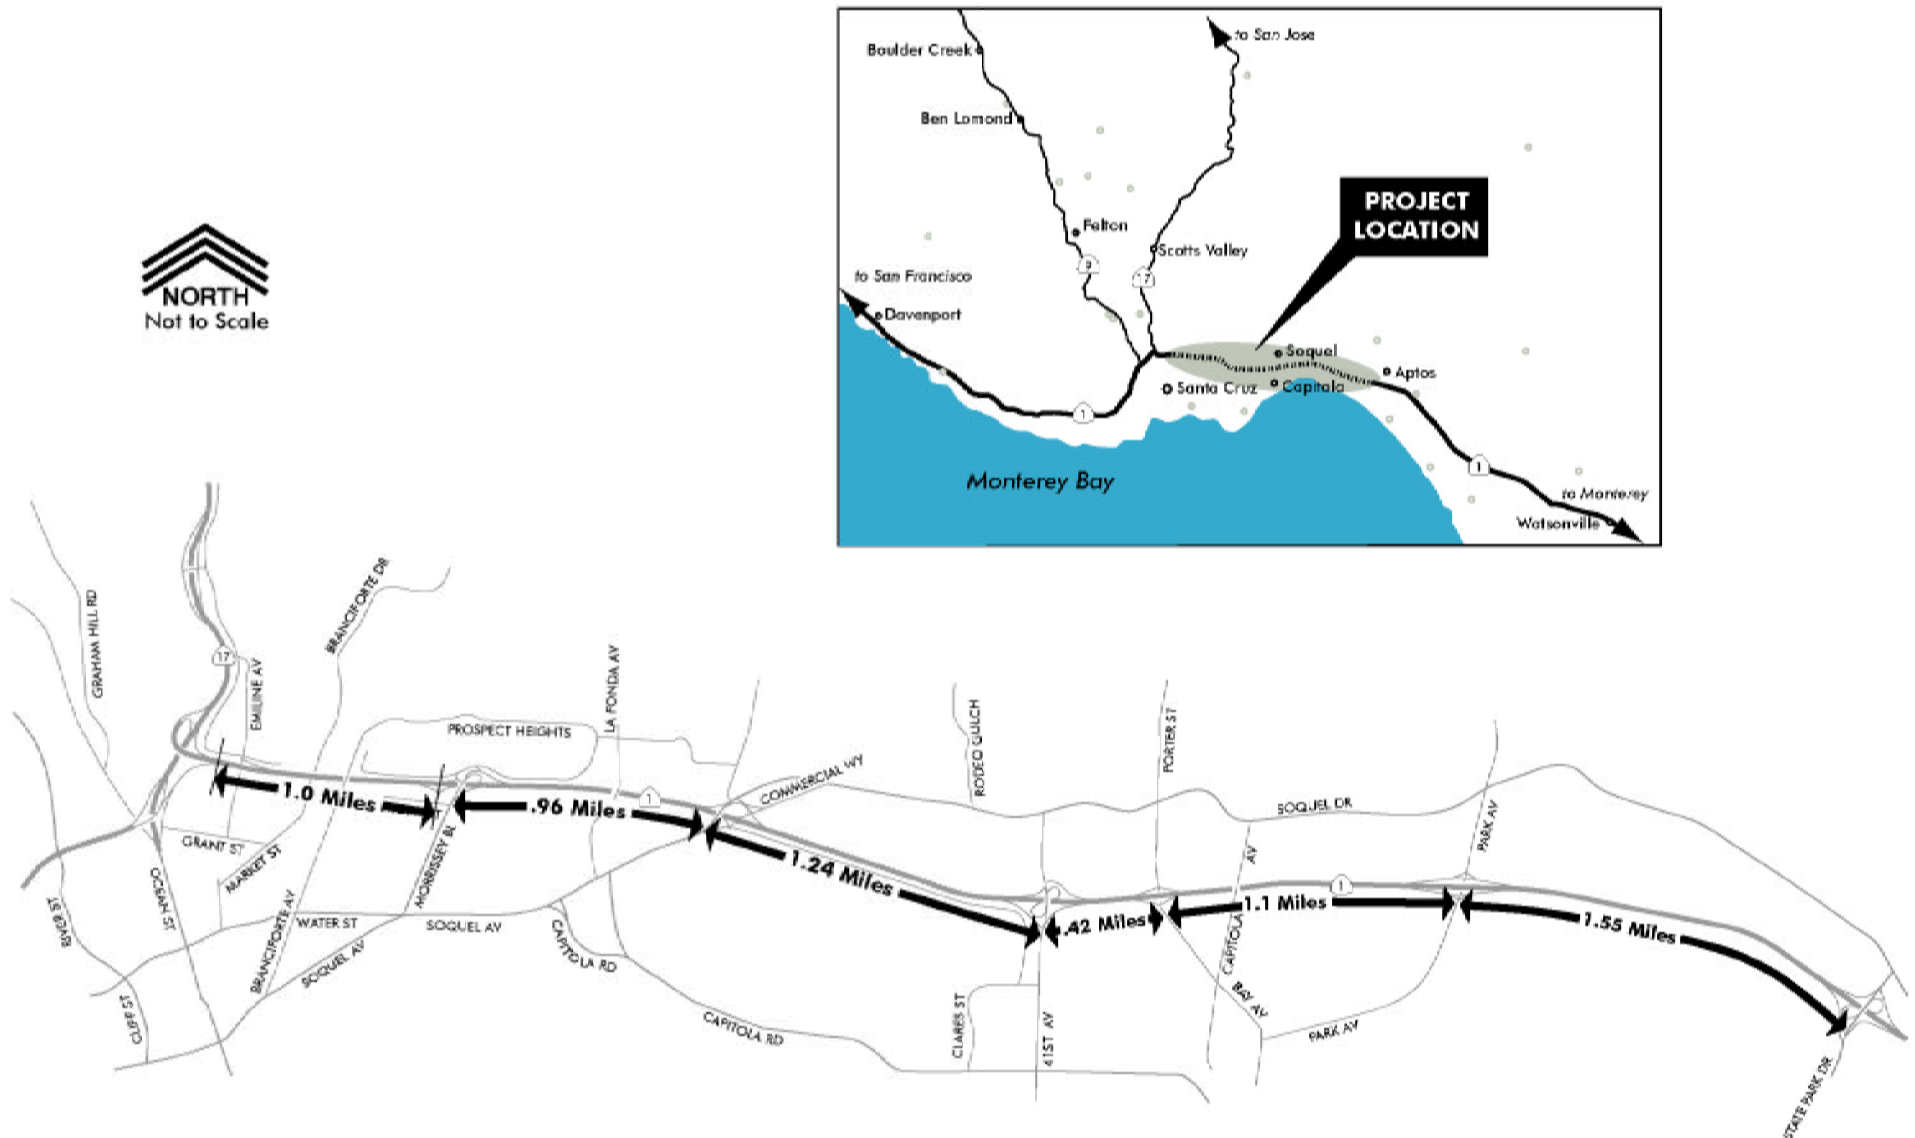 Boulder Creek
to San Jose
Ben Lomond
PROJECT
LOCATION
Felton
Scotts Valley
9
17
to San Francisco
Davenport
Soquel
Aptos
Santa Cruz
Capitola
1
Monterey Bay
1
to Monterey
Watsonville
NORTH
Not to Scale
GRAHAM HILL RD
17
EMILINE AV
BRANCIFORTE DR
PROSPECT HEIGHTS
LA FONDA AV
COMMERCIAL WY
RODEO GULCH
PORTER ST
SOQUEL DR
PARK AV
1.0 Miles
.96 Miles
1
1.24 Miles
.42 Miles
1.1 Miles
1
1.55 Miles
GRANT ST
MARKET ST
MORRISSEY BL
OCEAN ST
RIVER ST
BRANCIFORTE AV
WATER ST
SOQUEL AV
SOQUEL AV
CAPITOLA RD
CAPITOLA AV
BAY AV
PARK AV
CAPITOLA RD
CLARES ST
41ST AV
STATE PARK DR